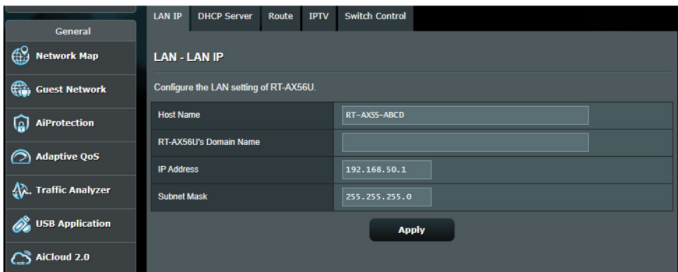 LAN IP DHCP Server Route IPTV Switch Control
General
Network Map
Guest Network
AiProtection
Adaptive QoS
Traffic Analyzer
USB Application
AiCloud 2.0
LAN - LAN IP
Configure the LAN setting of RT-AX56U.
Host Name RT-AX55-ABCD
RT-AX56U's Domain Name
IP Address 192.168.50.1
Subnet Mask 255.255.255.0
Apply